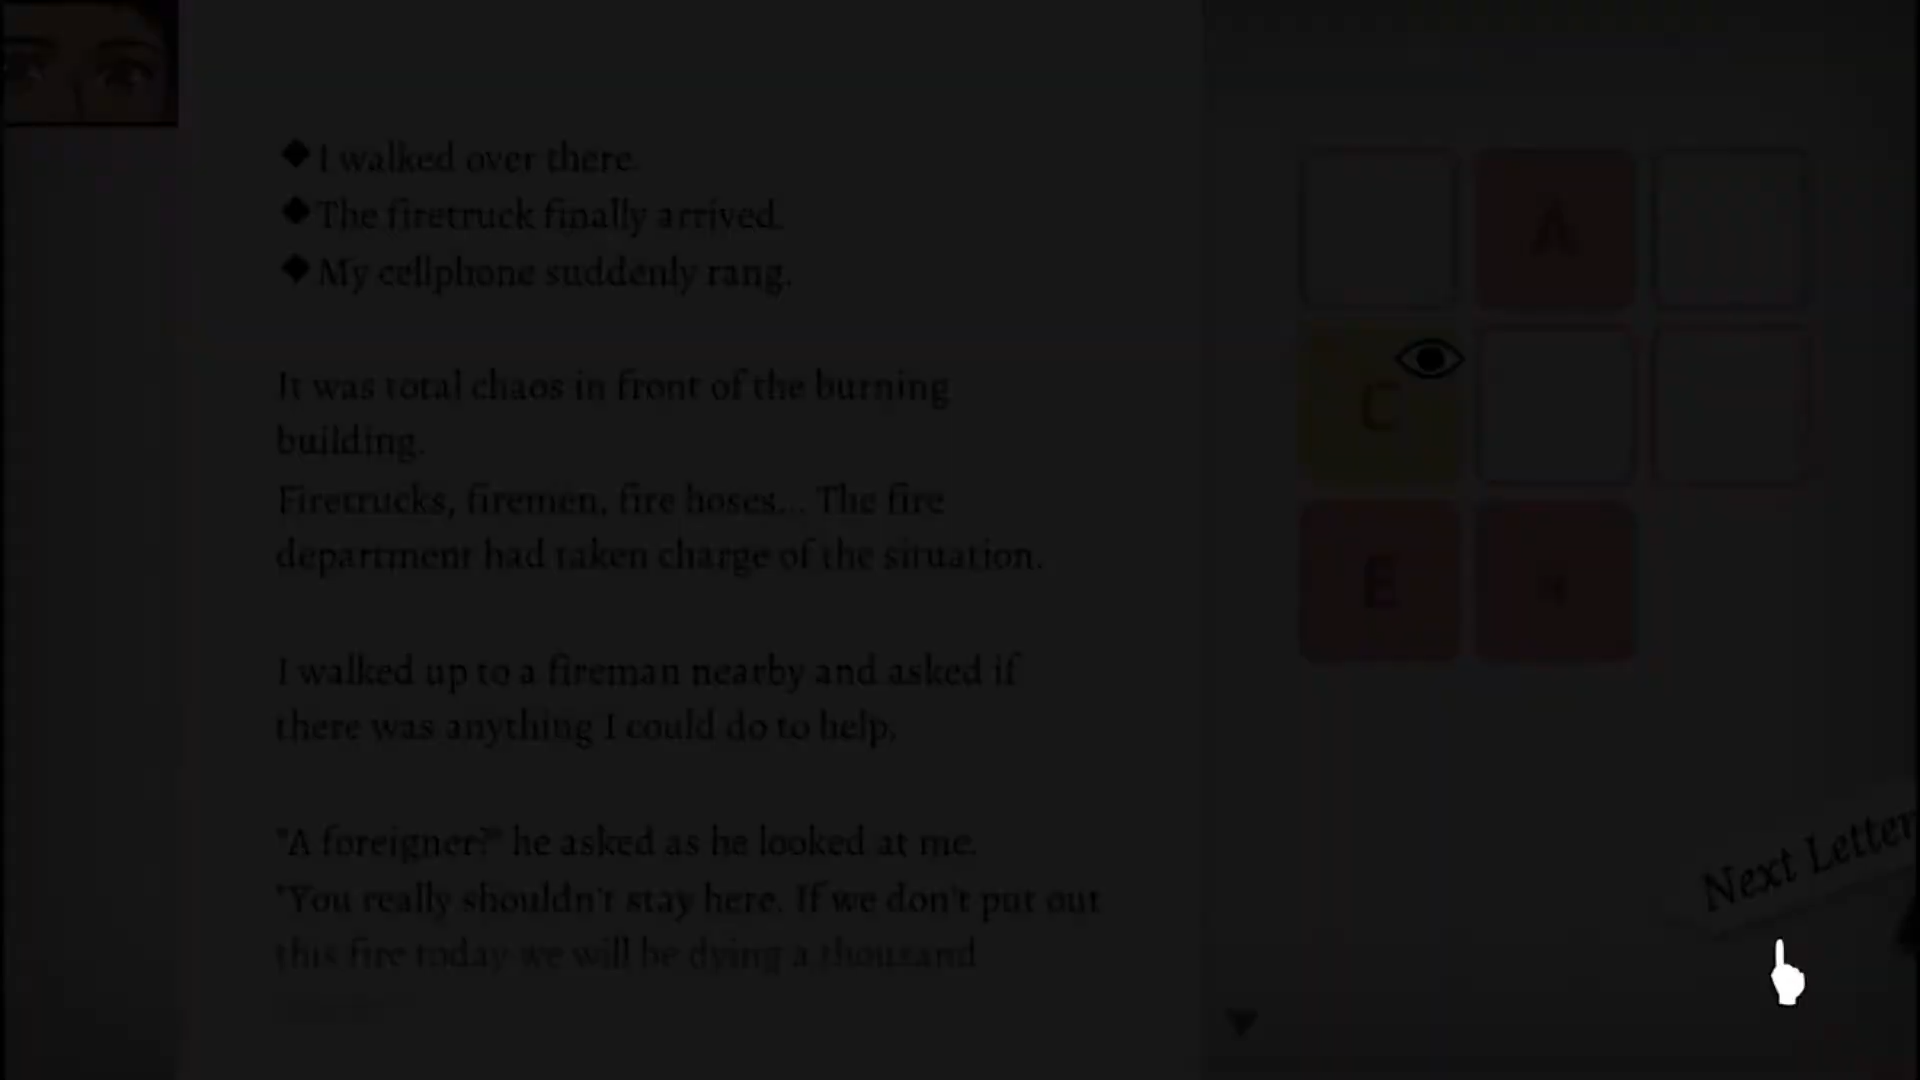 ◆I walked over there.
◆The firetruck finally arrived.
◆My cellphone suddenly rang.
It was total chaos in front of the burning
building.
Firetrucks, firemen, fire hoses... The fire
department had taken charge of the situation.
I walked up to a fireman nearby and asked if
there was anything I could do to help.
"A foreigner?" he asked as he looked at me.
"You really shouldn't stay here. If we don't put out
this fire today we will be dying a thousand
A
C
E
Next Letter